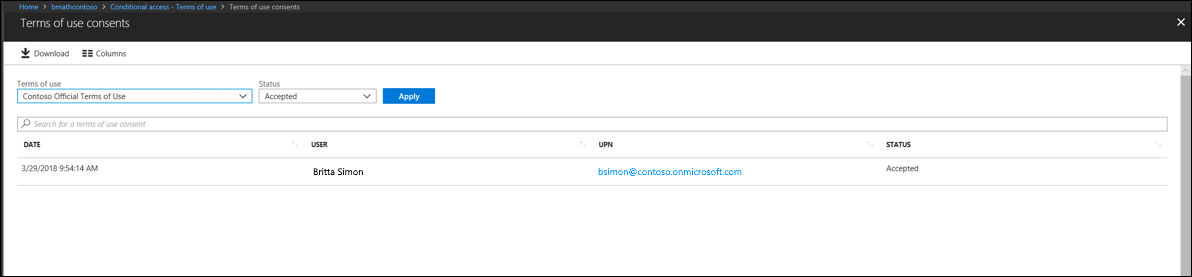 Home > bmathcontoso > Conditional access - Terms of use > Terms of use consents
Terms of use consents
Download Columns
Terms of use Status
Contoso Official Terms of Use Accepted Apply
Search for a terms of use consent
DATE USER UPN STATUS
3/29/2018 9:54:14 AM Britta Simon bsimon@contoso.onmicrosoft.com Accepted